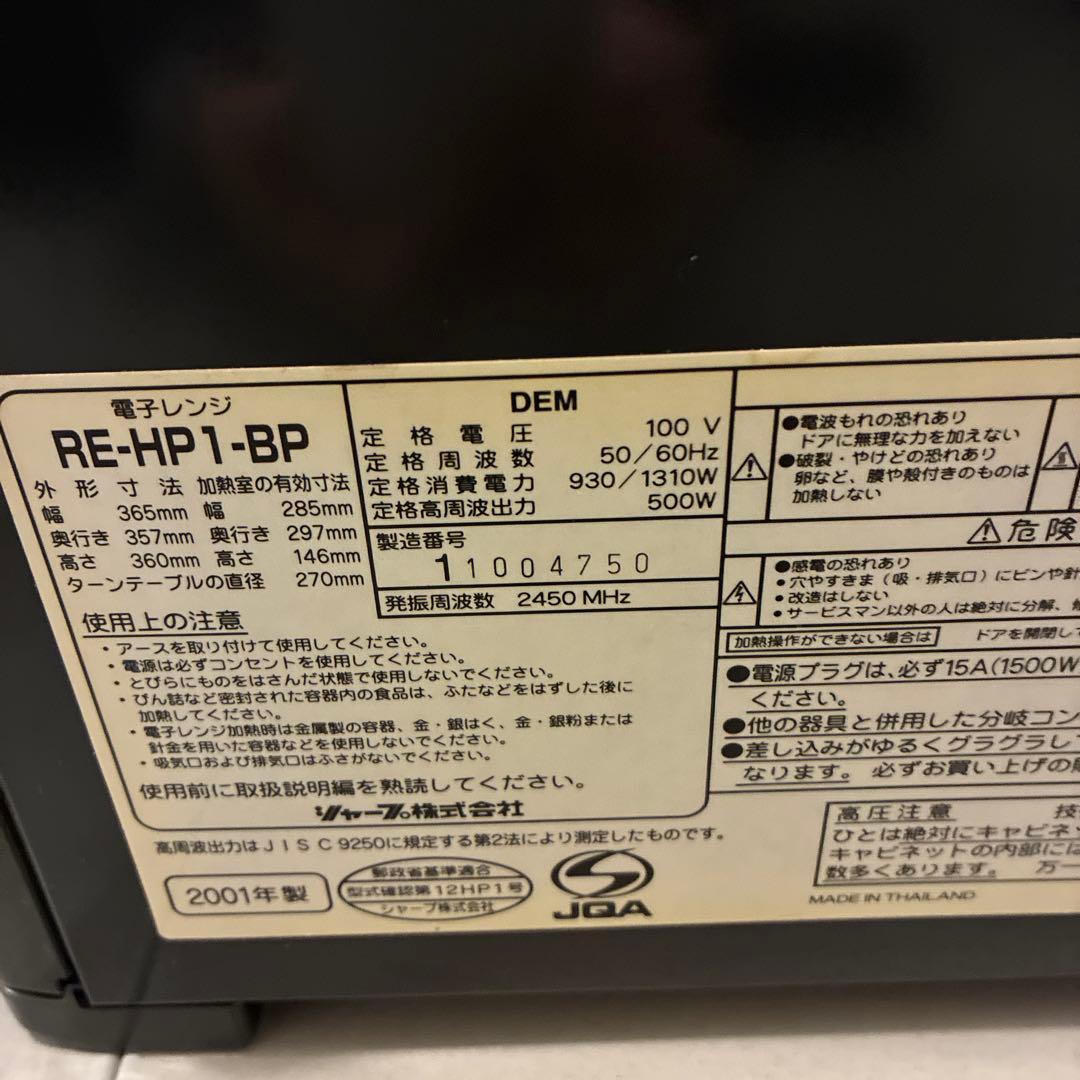 電子レンジ
RE-HP1-BP
外形寸法 加熱室の有効寸法
幅 365mm 幅 285mm
奥行き 357mm 奥行き 297mm
高さ 360mm 高さ 146mm
ターンテーブルの直径 270mm
DEM
定格電圧 100 V
定格周波数 50/60Hz
定格消費電力 930/1310W
定格高周波出力 500W
製造番号
11004750
発振周波数 2450 MHz
使用上の注意
・アースを取り付けて使用してください。
・電源は必ずコンセントを使用してください。
・とびらにものをはさんだ状態で使用しないでください。
・びん詰など密封された容器内の食品は、ふたなどをはずした後に
加熱してください。
・電子レンジ加熱時は金属製の容器、金・銀はく、金・銀粉または
針金を用いた容器などを使用しないでください。
・吸気口および排気口はふさがないでください。
使用前に取扱説明編を熟読してください。
シャープ株式会社
高周波出力はJIS C 9250に規定する第2法により測定したものです。
2001年製
郵政省基準適合
型式確認第12HP1号
シャープ株式会社
JQA
●電波もれの恐れあり
ドアに無理な力を加えない
●破裂・やけどの恐れあり
卵など、膜や殻付きのものは
加熱しない
危険
●感電の恐れあり
・穴やすきま（吸・排気口）にピンや針
・改造はしない
・サービスマン以外の人は絶対に分解、
加熱操作ができない場合は ドアを開閉して
●電源プラグは、必ず15A(1500W
ください。
●他の器具と併用した分岐コン
●差し込みがゆるくグラグラして
なります。必ずお買い上げの販
高圧注意 技
ひとは絶対にキャビネッ
キャビネットの内部には
数多くあります。 万一
MADE IN THAILAND